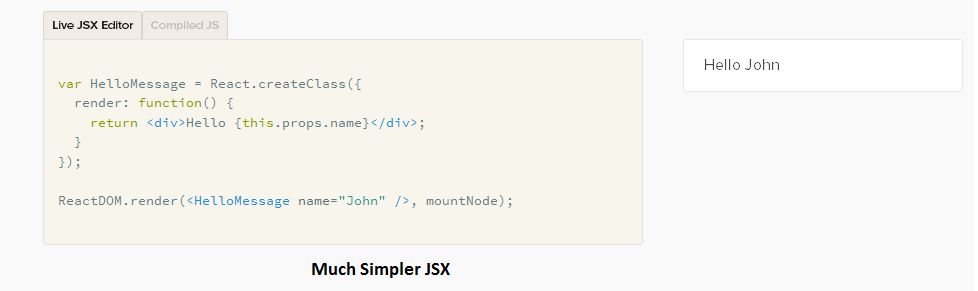 Live JSX Editor Compiled JS
var HelloMessage = React.createClass({
  render: function() {
    return <div>Hello {this.props.name}</div>;
  }
});
ReactDOM.render(<HelloMessage name="John" />, mountNode);
Hello John
Much Simpler JSX